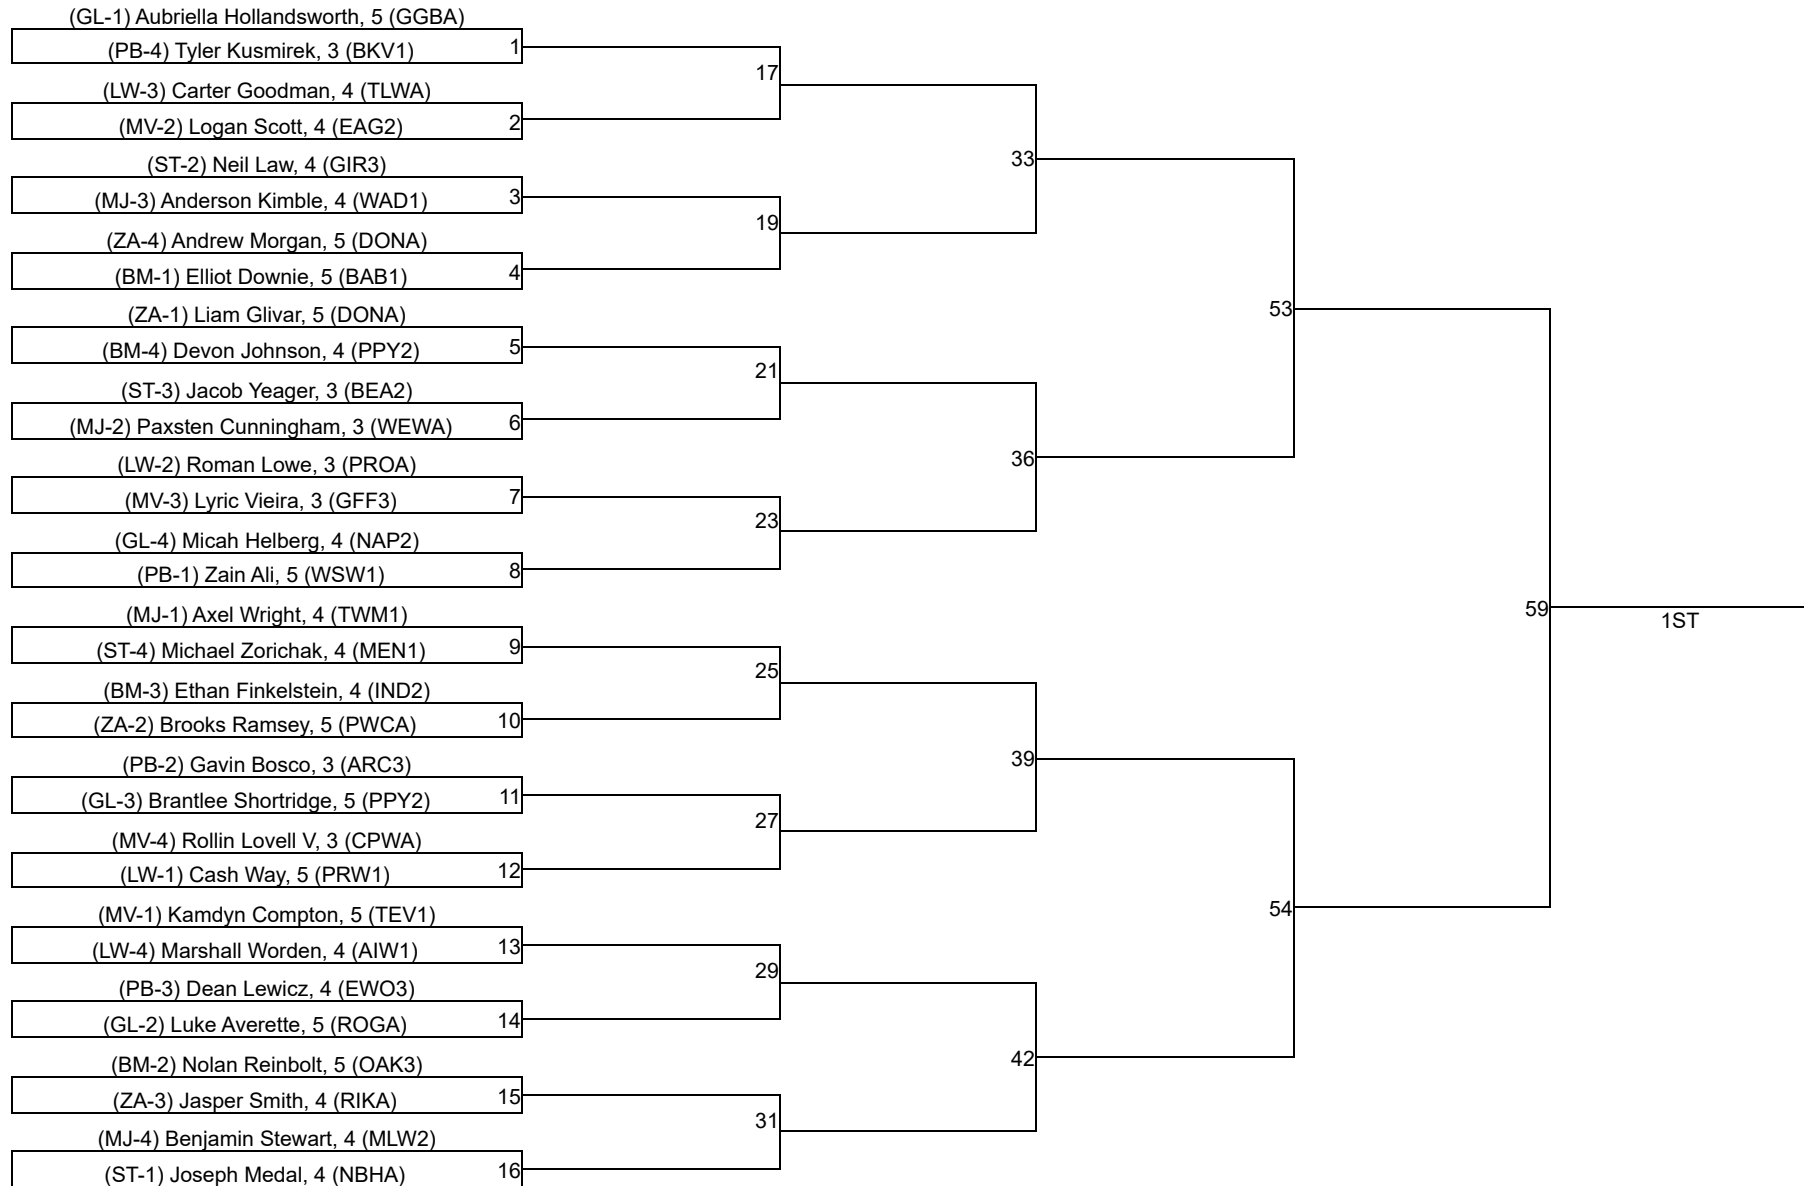 (GL-1) Aubriella Hollandsworth, 5 (GGBA)
(PB-4) Tyler Kusmirek, 3 (BKV1) 1
17
(LW-3) Carter Goodman, 4 (TLWA)
(MV-2) Logan Scott, 4 (EAG2) 2
33
(ST-2) Neil Law, 4 (GIR3)
(MJ-3) Anderson Kimble, 4 (WAD1) 3
19
(ZA-4) Andrew Morgan, 5 (DONA)
(BM-1) Elliot Downie, 5 (BAB1) 4
53
(ZA-1) Liam Glivar, 5 (DONA)
(BM-4) Devon Johnson, 4 (PPY2) 5
21
(ST-3) Jacob Yeager, 3 (BEA2)
(MJ-2) Paxsten Cunningham, 3 (WEWA) 6
36
(LW-2) Roman Lowe, 3 (PROA)
(MV-3) Lyric Vieira, 3 (GFF3) 7
23
(GL-4) Micah Helberg, 4 (NAP2)
(PB-1) Zain Ali, 5 (WSW1) 8
59
1ST
(MJ-1) Axel Wright, 4 (TWM1)
(ST-4) Michael Zorichak, 4 (MEN1) 9
25
(BM-3) Ethan Finkelstein, 4 (IND2)
(ZA-2) Brooks Ramsey, 5 (PWCA) 10
39
(PB-2) Gavin Bosco, 3 (ARC3)
(GL-3) Brantlee Shortridge, 5 (PPY2) 11
27
(MV-4) Rollin Lovell V, 3 (CPWA)
(LW-1) Cash Way, 5 (PRW1) 12
54
(MV-1) Kamdyn Compton, 5 (TEV1)
(LW-4) Marshall Worden, 4 (AIW1) 13
29
(PB-3) Dean Lewicz, 4 (EWO3)
(GL-2) Luke Averette, 5 (ROGA) 14
42
(BM-2) Nolan Reinbolt, 5 (OAK3)
(ZA-3) Jasper Smith, 4 (RIKA) 15
31
(MJ-4) Benjamin Stewart, 4 (MLW2)
(ST-1) Joseph Medal, 4 (NBHA) 16